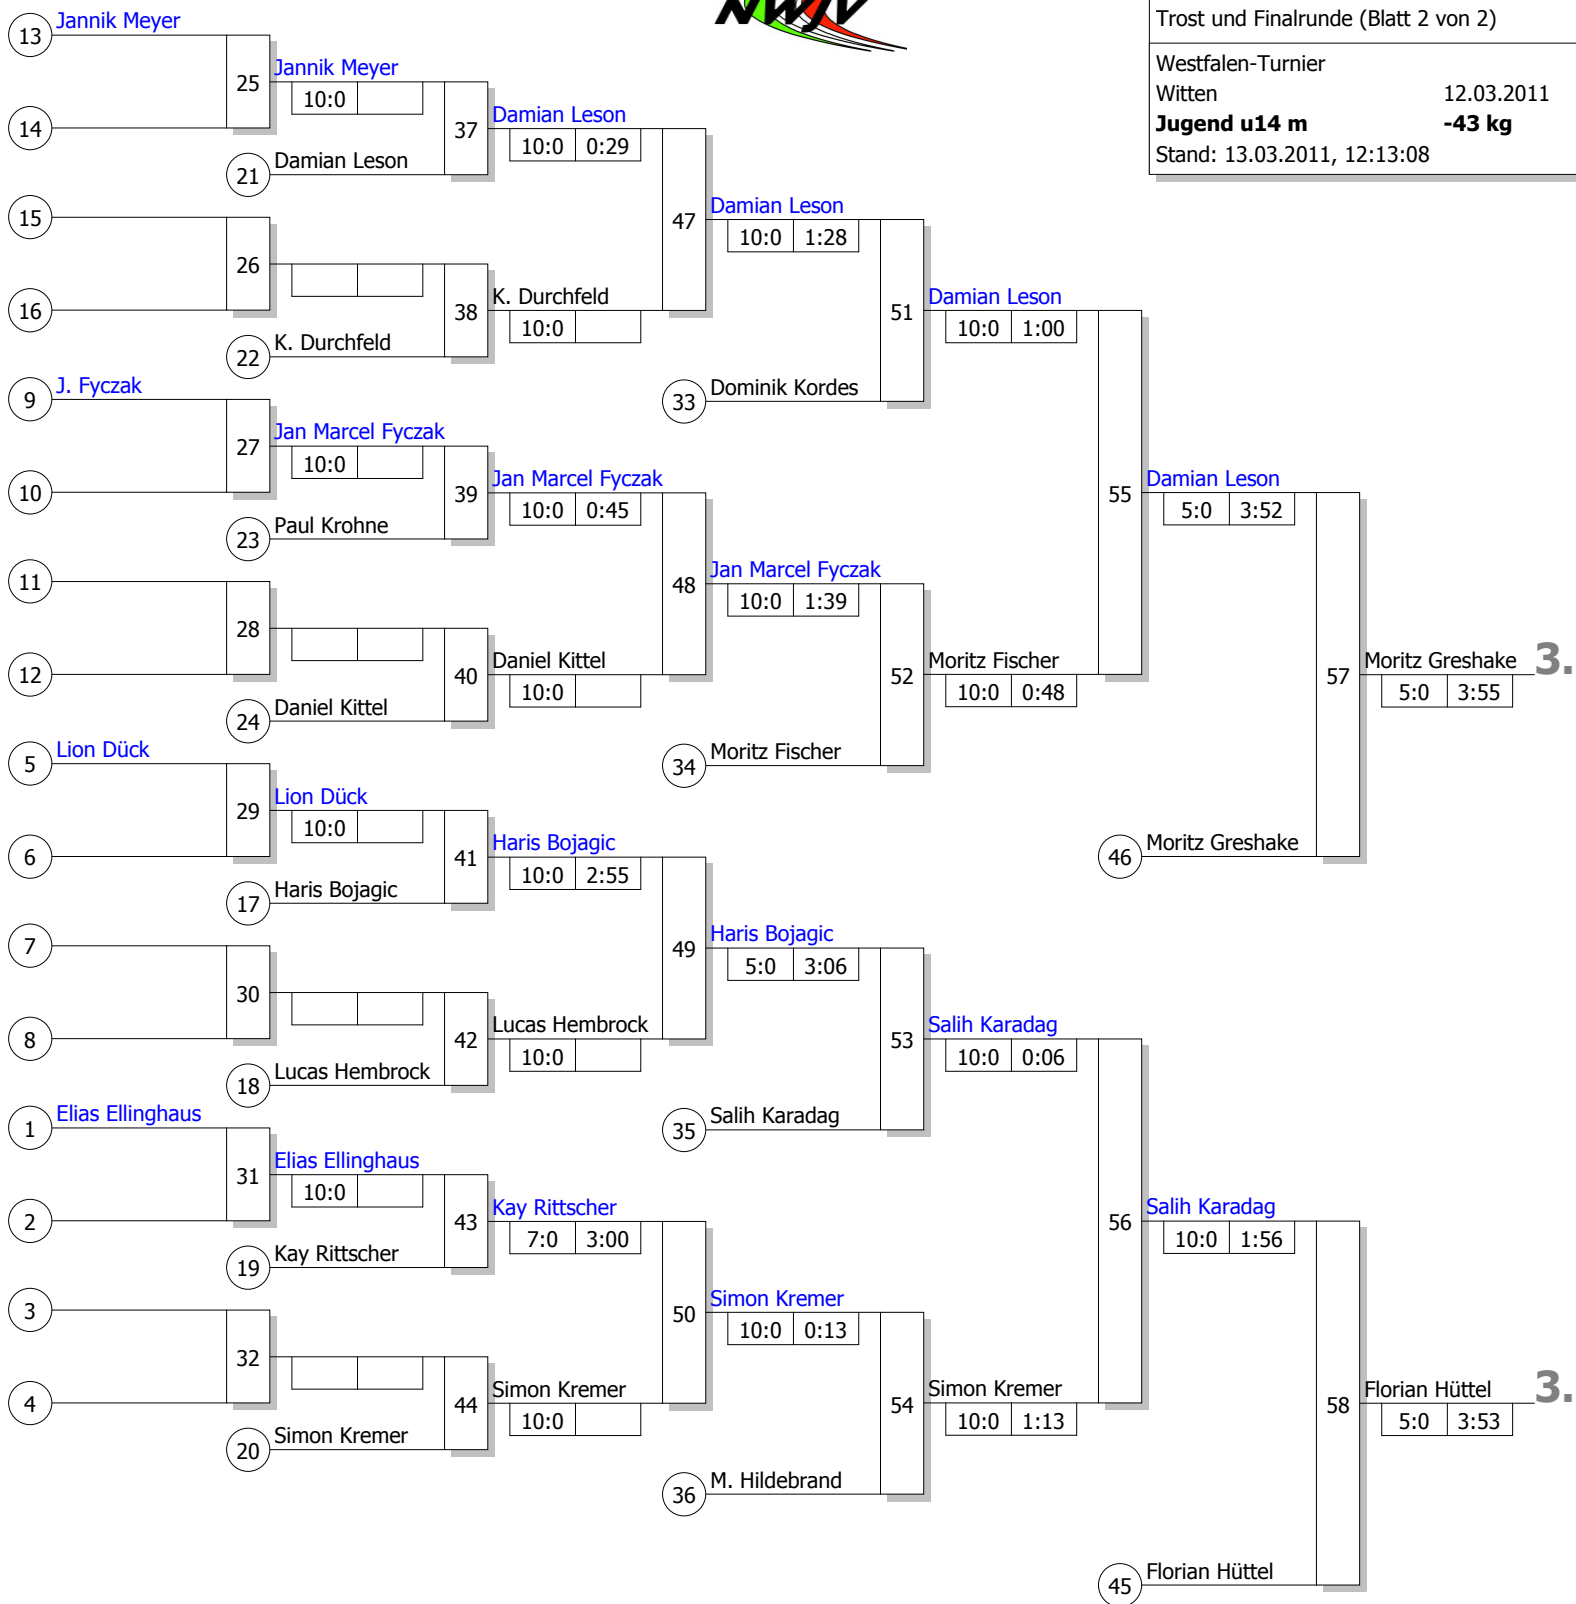 NWJV
Trost und Finalrunde (Blatt 2 von 2)
Westfalen-Turnier
Witten 12.03.2011
Jugend u14 m -43 kg
Stand: 13.03.2011, 12:13:08
13 Jannik Meyer
25 Jannik Meyer
10:0
14
37 Damian Leson
10:0 0:29
21 Damian Leson
15
47 Damian Leson
10:0 1:28
26
16
38 K. Durchfeld
10:0
22 K. Durchfeld
51 Damian Leson
10:0 1:00
33 Dominik Kordes
9 J. Fyczak
27 Jan Marcel Fyczak
10:0
10
39 Jan Marcel Fyczak
10:0 0:45
23 Paul Krohne
55 Damian Leson
5:0 3:52
11
48 Jan Marcel Fyczak
10:0 1:39
28
12
40 Daniel Kittel
10:0
24 Daniel Kittel
52 Moritz Fischer
10:0 0:48
34 Moritz Fischer
57 Moritz Greshake 3.
5:0 3:55
46 Moritz Greshake
5 Lion Dück
29 Lion Dück
10:0
6
41 Haris Bojagic
10:0 2:55
17 Haris Bojagic
7
49 Haris Bojagic
5:0 3:06
30
8
42 Lucas Hembrock
10:0
18 Lucas Hembrock
53 Salih Karadag
10:0 0:06
35 Salih Karadag
1 Elias Ellinghaus
31 Elias Ellinghaus
10:0
2
43 Kay Rittscher
7:0 3:00
19 Kay Rittscher
56 Salih Karadag
10:0 1:56
3
50 Simon Kremer
10:0 0:13
32
4
44 Simon Kremer
10:0
20 Simon Kremer
54 Simon Kremer
10:0 1:13
36 M. Hildebrand
58 Florian Hüttel 3.
5:0 3:53
45 Florian Hüttel